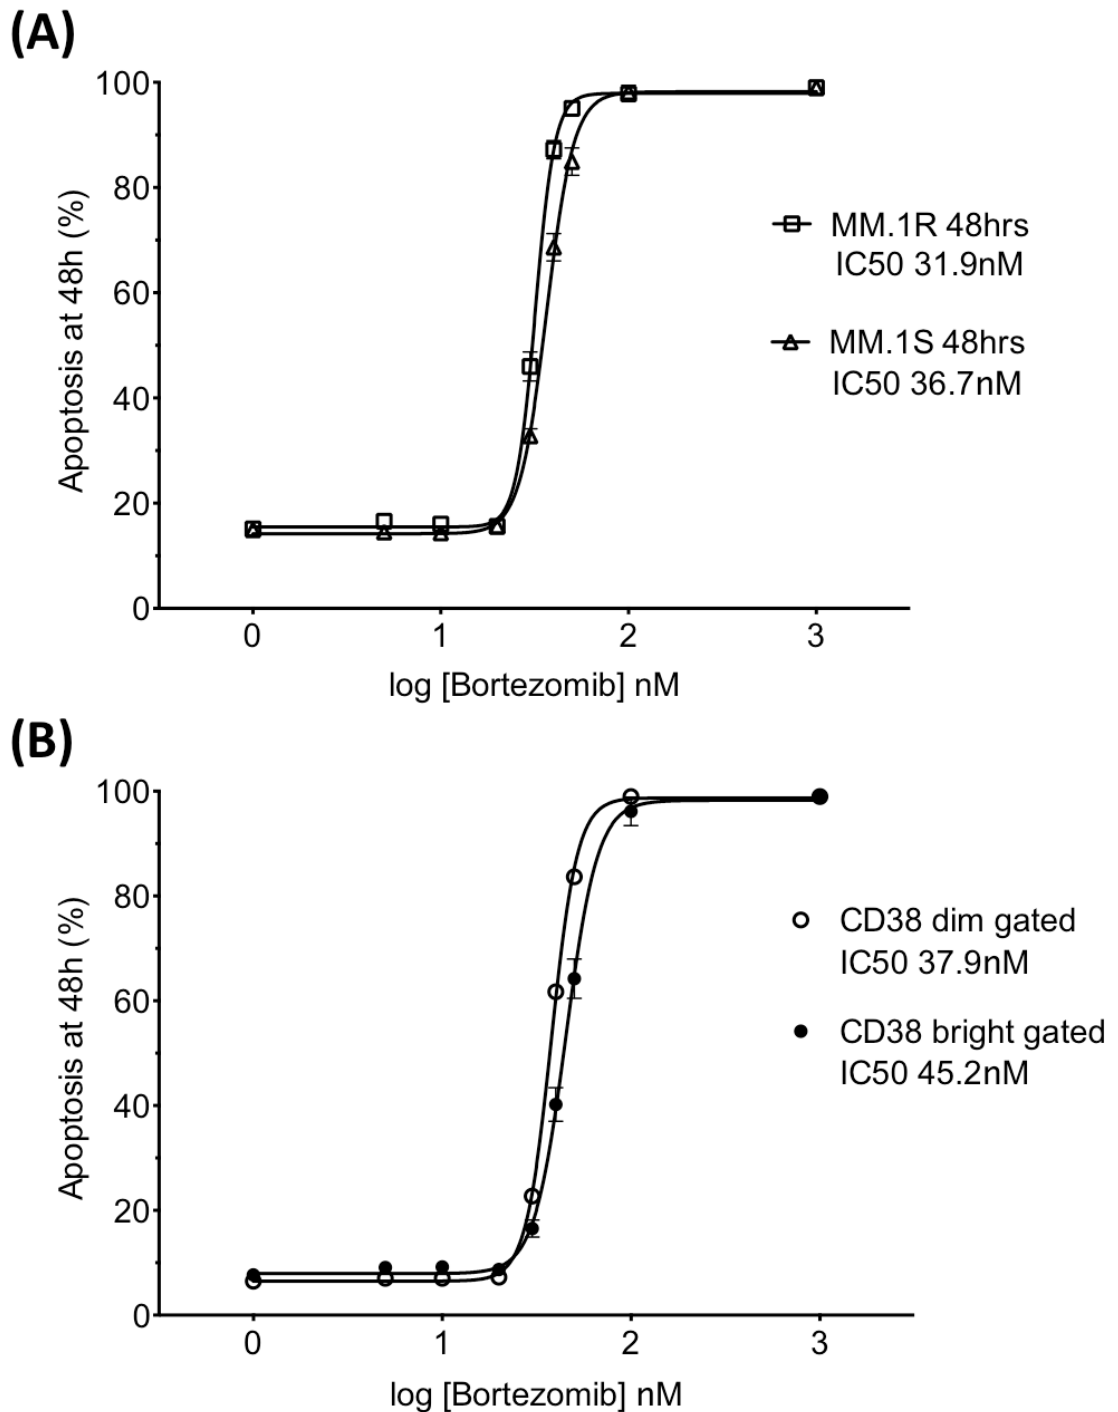 (A)
100
80
60
40
20
0
Apoptosis at 48h (%)
0 1 2 3
log [Bortezomib] nM
MM.1R 48hrs
IC50 31.9nM
MM.1S 48hrs
IC50 36.7nM
(B)
100
80
60
40
20
0
Apoptosis at 48h (%)
0 1 2 3
log [Bortezomib] nM
CD38 dim gated
IC50 37.9nM
CD38 bright gated
IC50 45.2nM